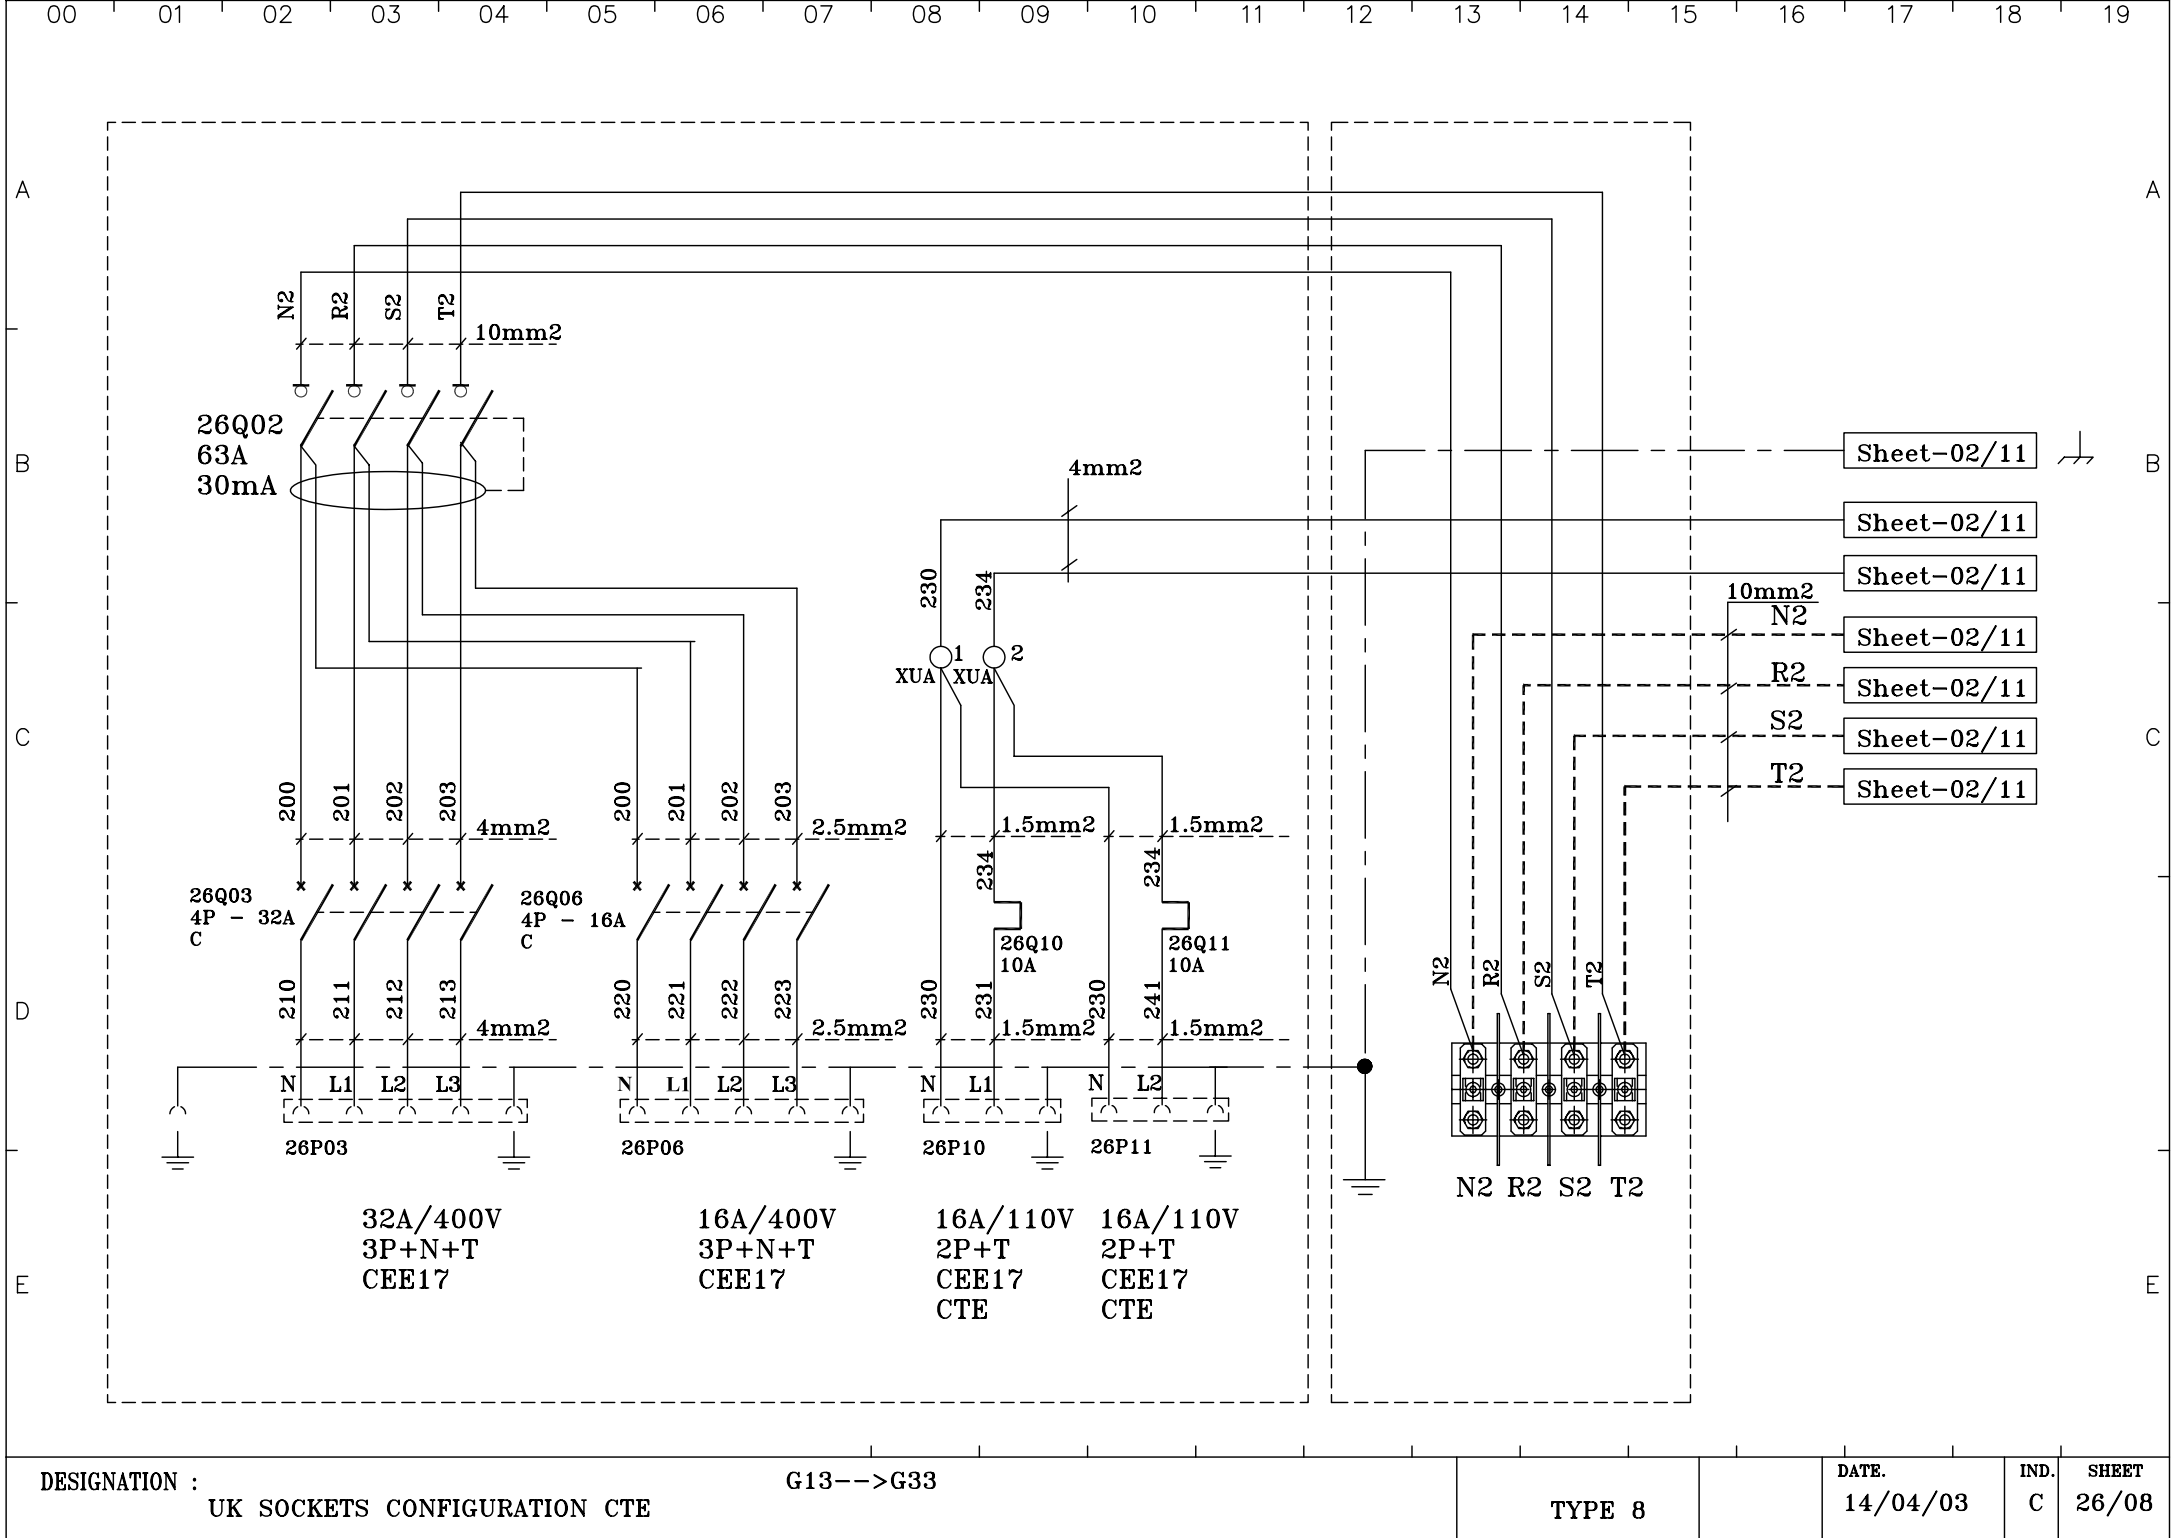 00 01 02 03 04 05 06 07 08 09 10 11 12 13 14 15 16 17 18 19
A A
N2 R2 S2 T2
10mm2
26Q02
63A
30mA
B B
Sheet-02/11
4mm2
Sheet-02/11
230 234
Sheet-02/11
10mm2
N2 Sheet-02/11
1 2
XUA XUA
R2 Sheet-02/11
S2 Sheet-02/11
C C
T2 Sheet-02/11
200 201 202 203 200 201 202 203
4mm2 2.5mm2 1.5mm2 1.5mm2
234 234
26Q03
4P - 32A
C
26Q06
4P - 16A
C
26Q10
10A
26Q11
10A
N2 R2 S2 T2
210 211 212 213 220 221 222 223 230 231 230 241
D D
4mm2 2.5mm2 1.5mm2 1.5mm2
N L1 L2 L3 N L1 L2 L3 N L1 N L2
26P03 26P06 26P10 26P11
N2 R2 S2 T2
32A/400V
3P+N+T
CEE17
16A/400V
3P+N+T
CEE17
16A/110V
2P+T
CEE17
CTE
16A/110V
2P+T
CEE17
CTE
E E
DESIGNATION :
UK SOCKETS CONFIGURATION CTE
G13-->G33
TYPE 8
DATE.
14/04/03
IND.
C
SHEET
26/08